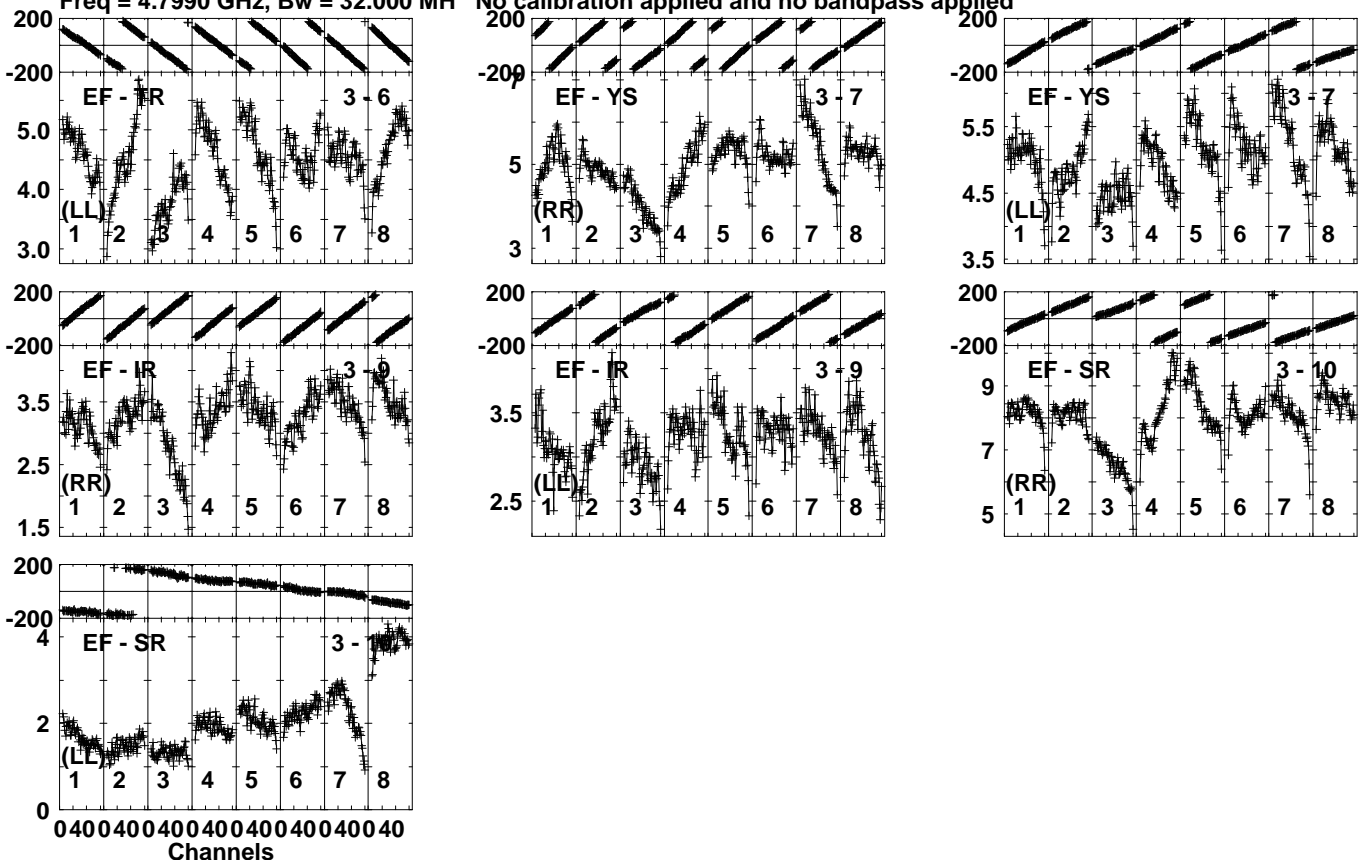 Freq = 4.7990 GHz, Bw = 32.000 MH No calibration applied and no bandpass applied
200
-200
EF - TR 3 - 6
5.0
4.0
3.0
(LL)
1 2 3 4 5 6 7 8
200
-200
7
EF - YS 3 - 7
5
3
(RR)
1 2 3 4 5 6 7 8
200
-200
EF - YS 3 - 7
5.5
4.5
3.5
(LL)
1 2 3 4 5 6 7 8
200
-200
EF - IR 3 - 9
3.5
2.5
1.5
(RR)
1 2 3 4 5 6 7 8
200
-200
EF - IR 3 - 9
3.5
2.5
(LL)
1 2 3 4 5 6 7 8
200
-200
EF - SR 3 - 10
9
7
5
(RR)
1 2 3 4 5 6 7 8
200
-200
EF - SR 3 - 10
4
2
0
(LL)
1 2 3 4 5 6 7 8
0 40 0 40 0 40 0 40 0 40 0 40 0 40 0 40
Channels